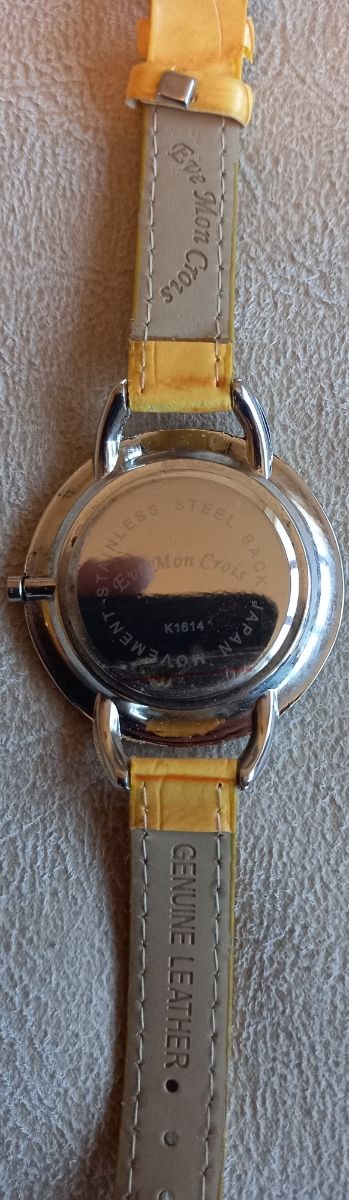 Eve Mon Crois
STAINLESS STEEL BACK
Eve Mon Crois
K1614
JAPAN MOVEMENT
GENUINE LEATHER